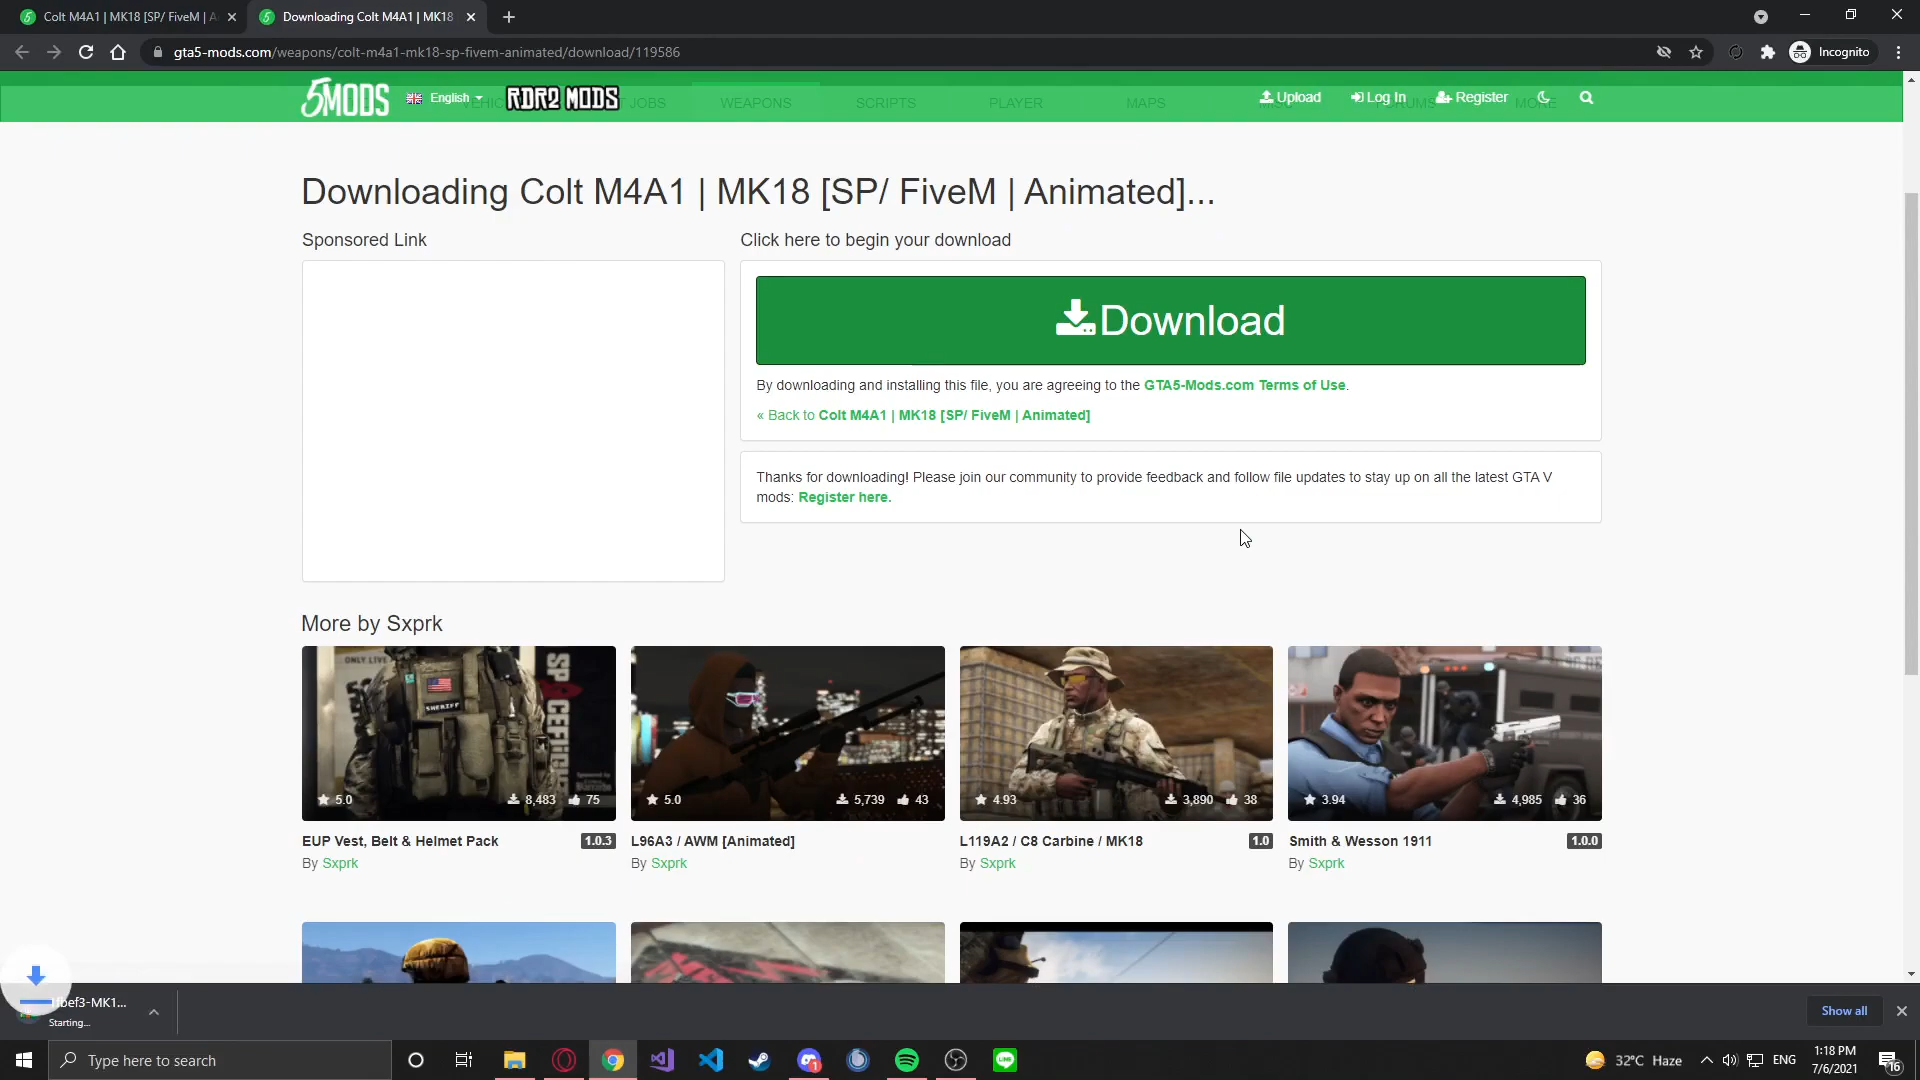 Colt M4A1 | MK18 [SP/ FiveM | A
Downloading Colt M4A1 | MK18
gta5-mods.com/weapons/colt-m4a1-mk18-sp-fivem-animated/download/119586
Incognito
5MODS
English
RDR2 MODS
JOBS
WEAPONS
SCRIPTS
PLAYER
MAPS
Upload
Log In
Register
MORE
Downloading Colt M4A1 | MK18 [SP/ FiveM | Animated]...
Sponsored Link
Click here to begin your download
Download
By downloading and installing this file, you are agreeing to the GTA5-Mods.com Terms of Use.
« Back to Colt M4A1 | MK18 [SP/ FiveM | Animated]
Thanks for downloading! Please join our community to provide feedback and follow file updates to stay up on all the latest GTA V
mods: Register here.
More by Sxprk
ONLY
SHERIFF
5.0 8,483 75
5.0 5,739 43
4.93 3,890 38
3.94 4,985 36
EUP Vest, Belt & Helmet Pack 1.0.3
L96A3 / AWM [Animated]
L119A2 / C8 Carbine / MK18 1.0
Smith & Wesson 1911 1.0.0
By Sxprk
By Sxprk
By Sxprk
By Sxprk
fbef3-MK1...
Starting...
Show all
Type here to search
32°C Haze
ENG
1:18 PM
7/6/2021
16